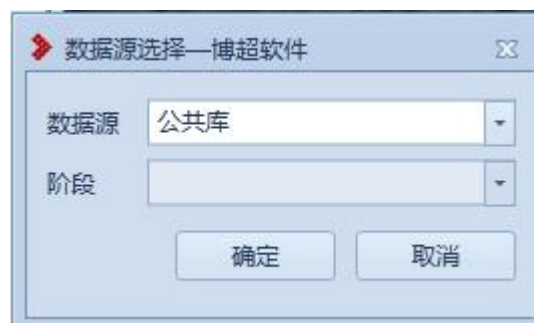 数据源选择—博超软件
数据源 公共库
阶段
确定 取消